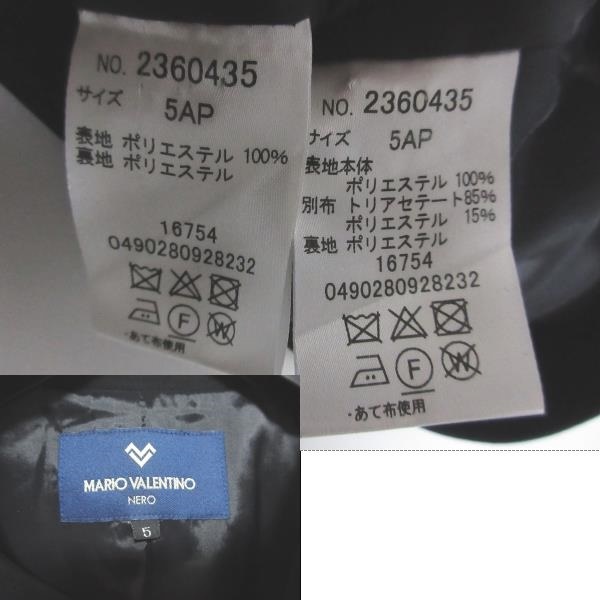 NO. 2360435
サイズ 5AP
表地 ポリエステル 100%
裏地 ポリエステル
16754
0490280928232
F W
・あて布使用
NO. 2360435
サイズ 5AP
表地本体
ポリエステル 100%
別布 トリアセテート85%
ポリエステル 15%
裏地 ポリエステル
16754
0490280928232
F W
・あて布使用
MARIO VALENTINO
NERO
5